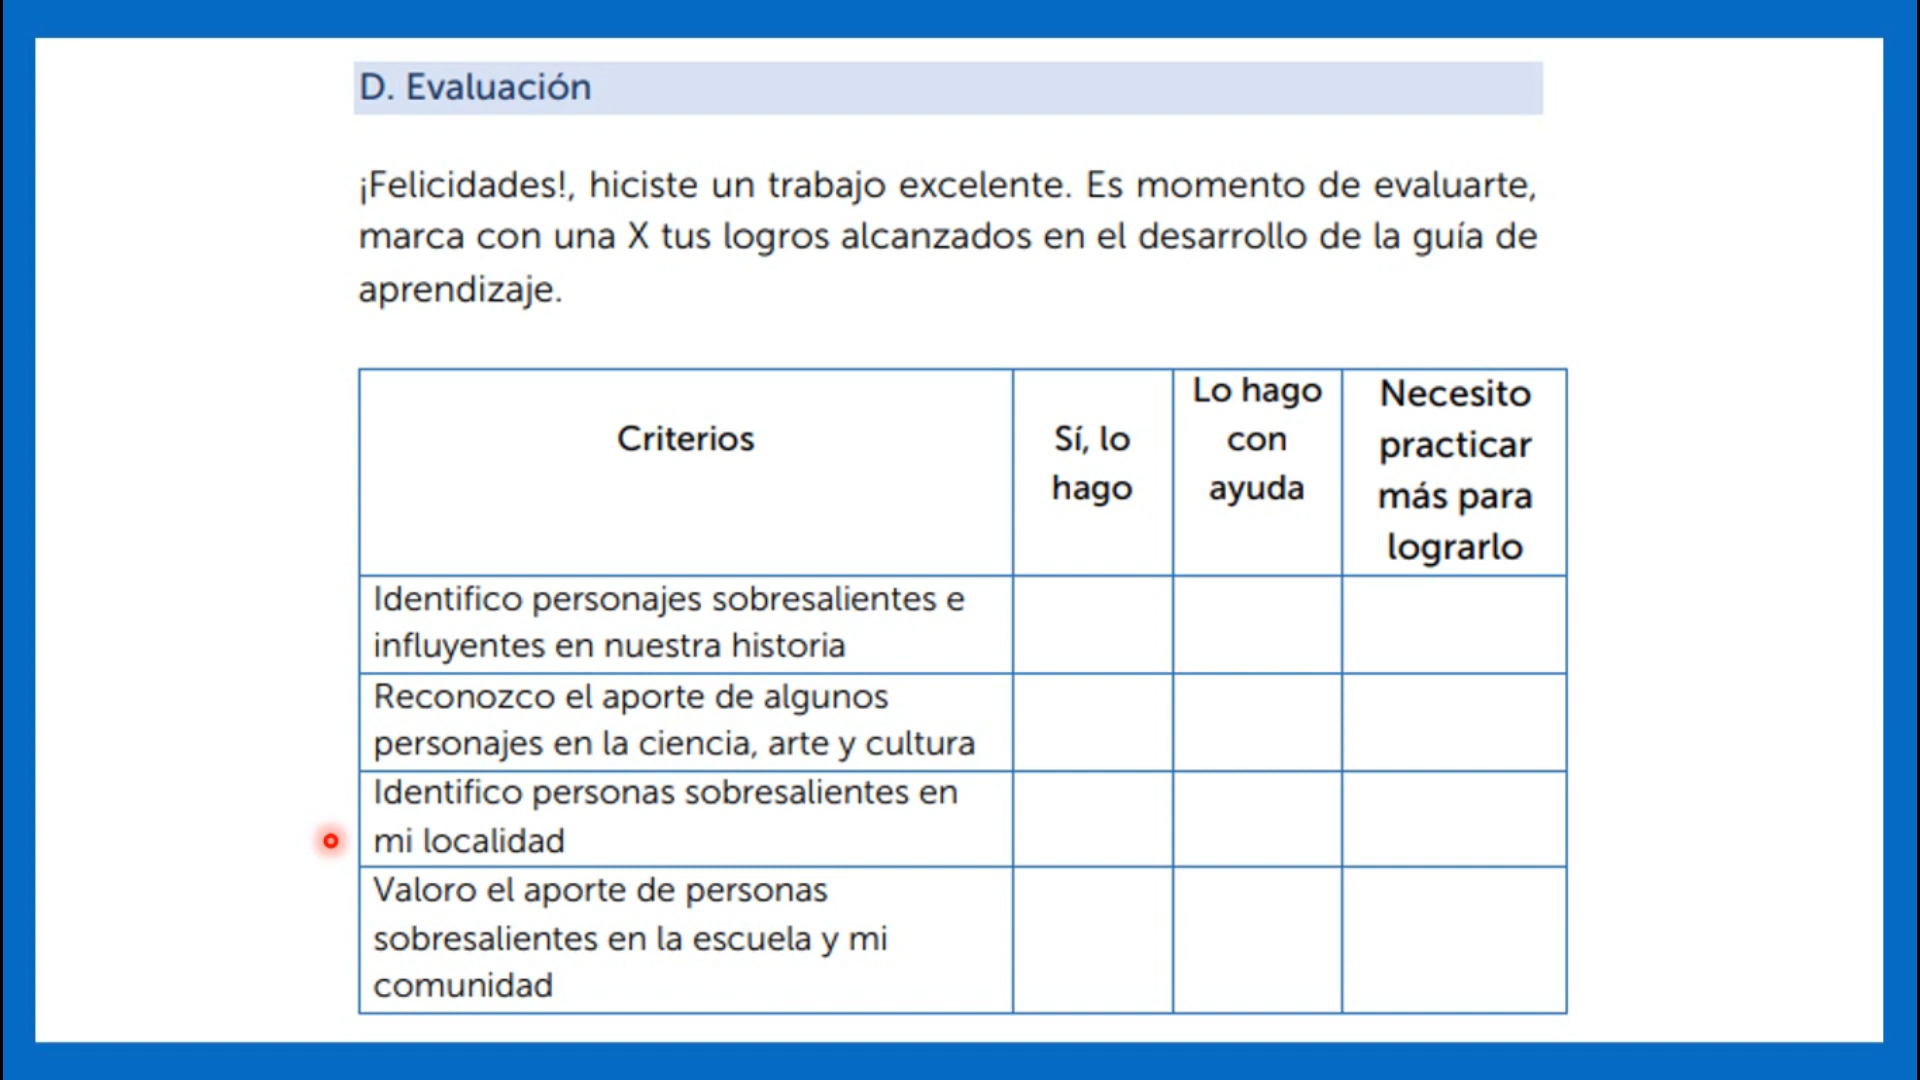 D. Evaluación
¡Felicidades!, hiciste un trabajo excelente. Es momento de evaluarte,
marca con una X tus logros alcanzados en el desarrollo de la guía de
aprendizaje.
Criterios
Sí, lo
hago
Lo hago
con
ayuda
Necesito
practicar
más para
lograrlo
Identifico personajes sobresalientes e
influyentes en nuestra historia
Reconozco el aporte de algunos
personajes en la ciencia, arte y cultura
Identifico personas sobresalientes en
mi localidad
Valoro el aporte de personas
sobresalientes en la escuela y mi
comunidad